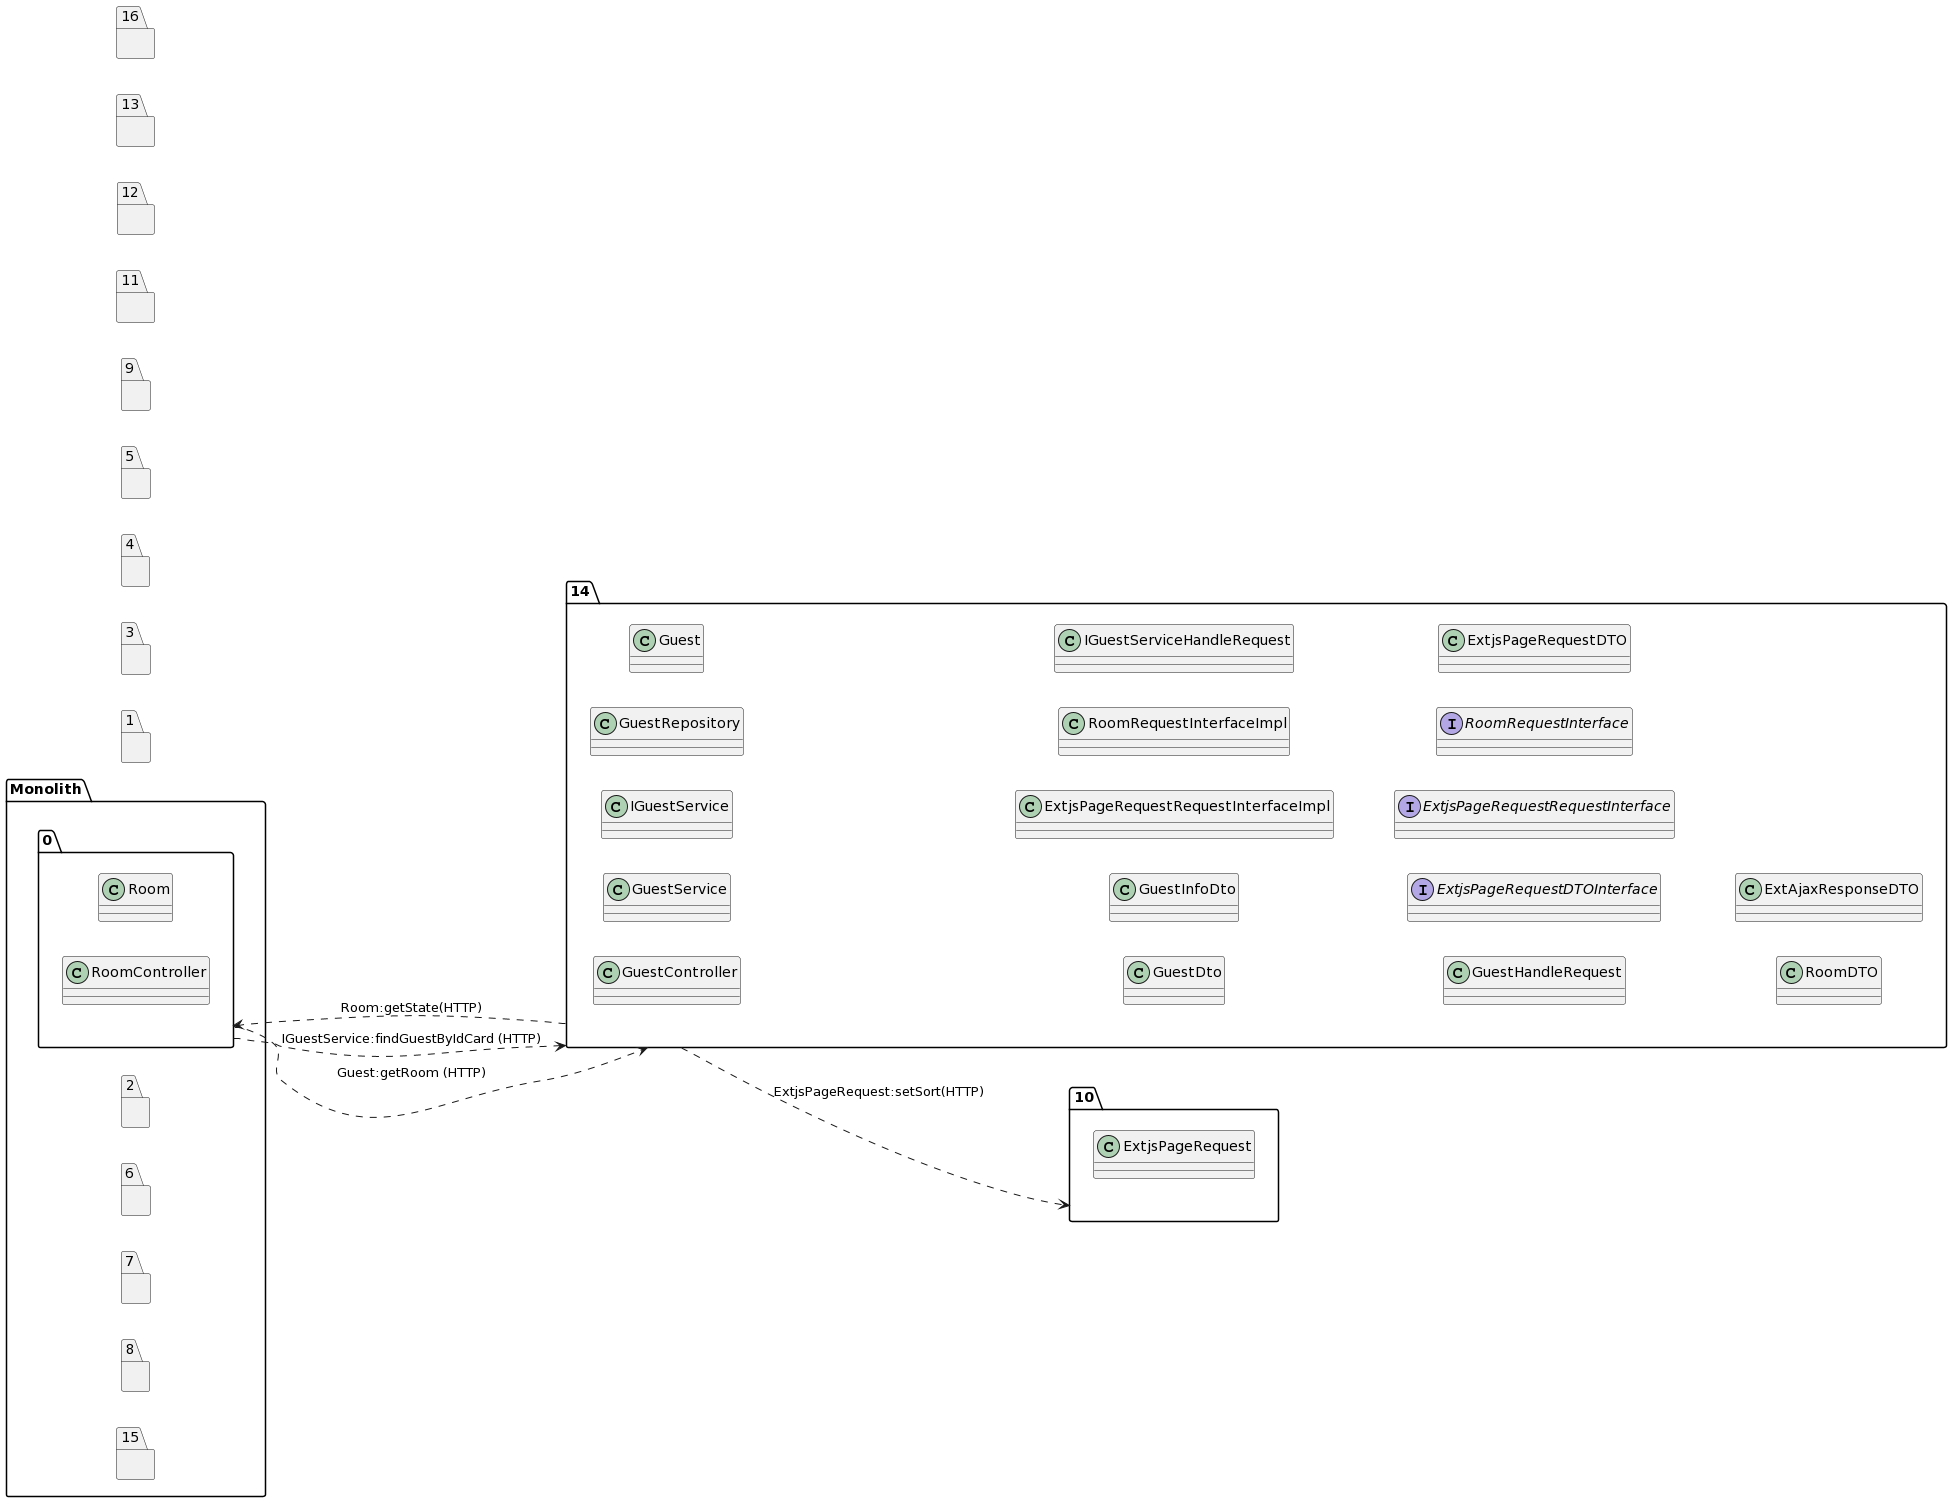 16
13
12
11
9
5
4
3
1
Monolith
0
C Room
C RoomController
2
6
7
8
15
Room:getState(HTTP)
IGuestService:findGuestByIdCard (HTTP)
Guest:getRoom (HTTP)
14
C Guest
C IGuestServiceHandleRequest
C ExtjsPageRequestDTO
C GuestRepository
C RoomRequestInterfaceImpl
I RoomRequestInterface
C IGuestService
C ExtjsPageRequestRequestInterfaceImpl
I ExtjsPageRequestRequestInterface
C GuestService
C GuestInfoDto
I ExtjsPageRequestDTOInterface
C ExtAjaxResponseDTO
C GuestController
C GuestDto
C GuestHandleRequest
C RoomDTO
ExtjsPageRequest:setSort(HTTP)
10
C ExtjsPageRequest